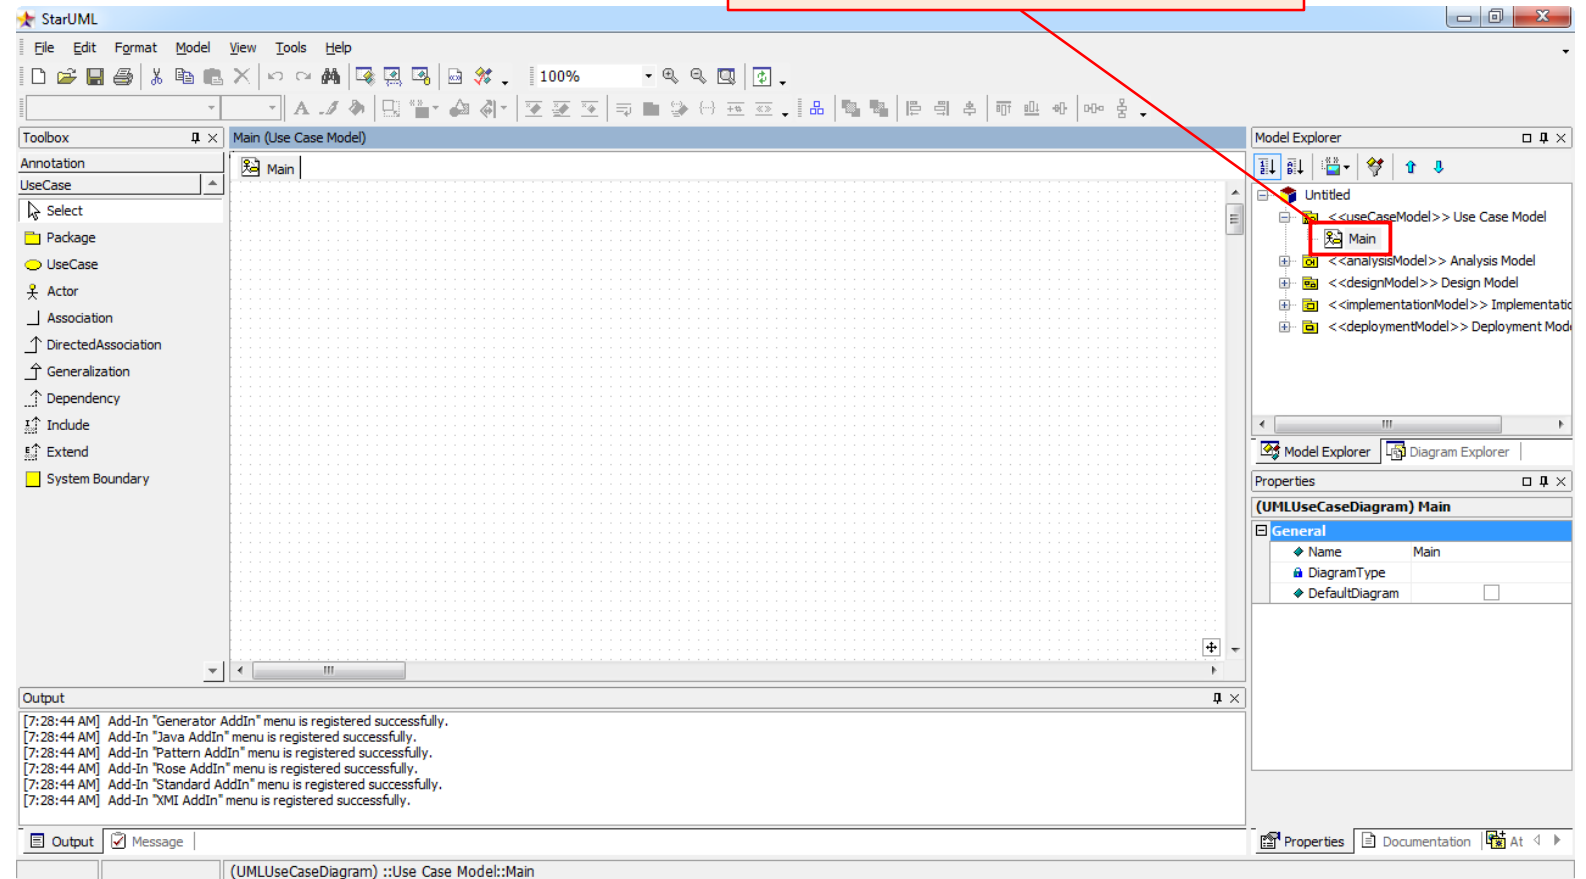 StarUML
File Edit Format Model View Tools Help
100%
Toolbox
Annotation
UseCase
Select
Package
UseCase
Actor
Association
DirectedAssociation
Generalization
Dependency
Include
Extend
System Boundary
Main (Use Case Model)
Main
Model Explorer
Untitled
<<useCaseModel>> Use Case Model
Main
<<analysisModel>> Analysis Model
<<designModel>> Design Model
<<implementationModel>> Implementatio
<<deploymentModel>> Deployment Mod
Model Explorer Diagram Explorer
Properties
(UMLUseCaseDiagram) Main
General
Name Main
DiagramType
DefaultDiagram
Output
[7:28:44 AM] Add-In "Generator AddIn" menu is registered successfully.
[7:28:44 AM] Add-In "Java AddIn" menu is registered successfully.
[7:28:44 AM] Add-In "Pattern AddIn" menu is registered successfully.
[7:28:44 AM] Add-In "Rose AddIn" menu is registered successfully.
[7:28:44 AM] Add-In "Standard AddIn" menu is registered successfully.
[7:28:44 AM] Add-In "XMI AddIn" menu is registered successfully.
Output Message
Properties Documentation At
(UMLUseCaseDiagram) ::Use Case Model::Main